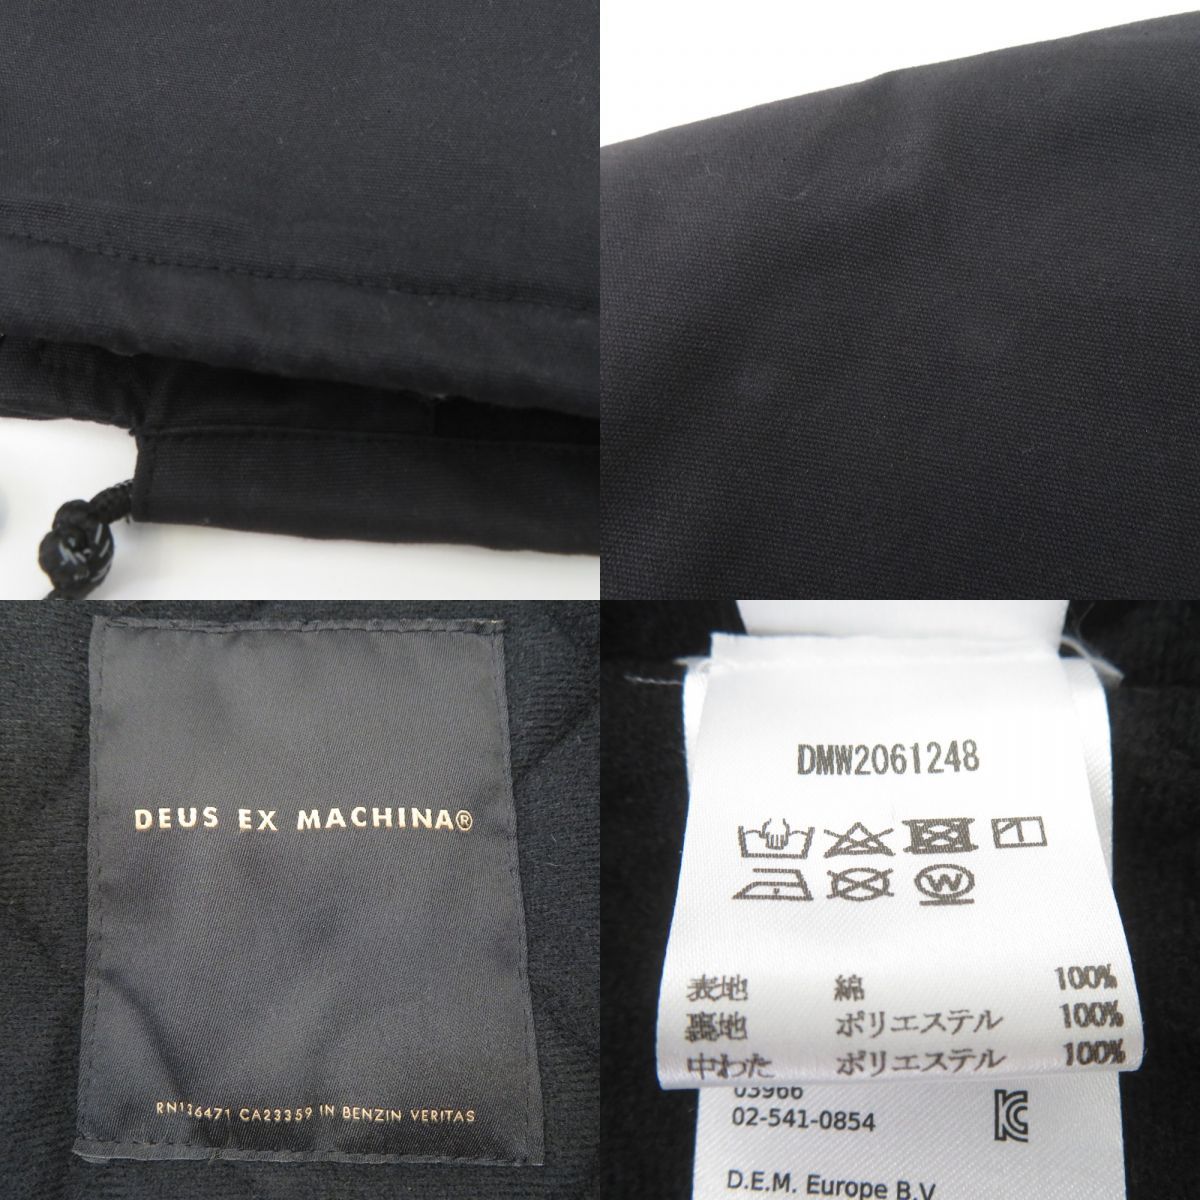 DEUS EX MACHINA®
RN136471 CA23359 IN BENZIN VERITAS
DMW2061248
表地 綿 100%
裏地 ポリエステル 100%
中わた ポリエステル 100%
03966
02-541-0854
D.E.M. Europe B.V